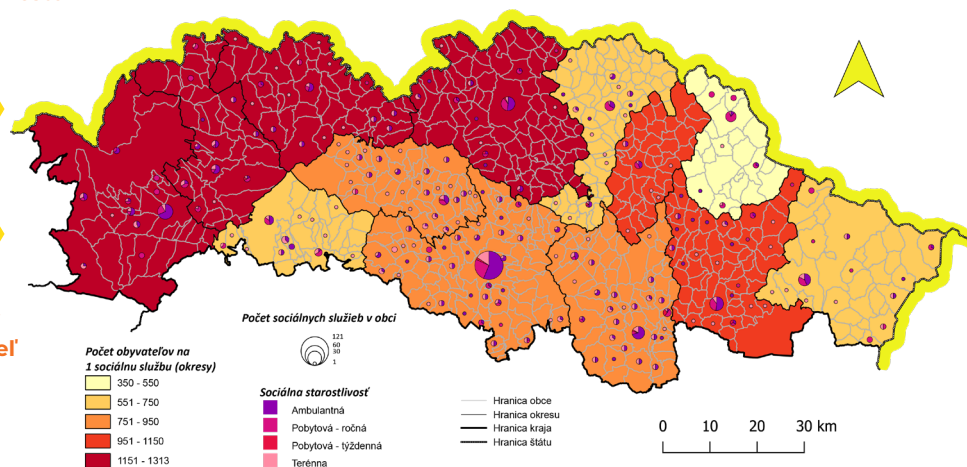 Počet sociálnych služieb v obci
121
60
30
1
eľ
Počet obyvateľov na
1 sociálnu službu (okresy)
350 - 550
551 - 750
751 - 950
951 - 1150
1151 - 1313
Sociálna starostlivosť
Ambulantná
Pobytová - ročná
Pobytová - týždenná
Terénna
Hranica obce
Hranica okresu
Hranica kraja
Hranica štátu
0 10 20 30 km